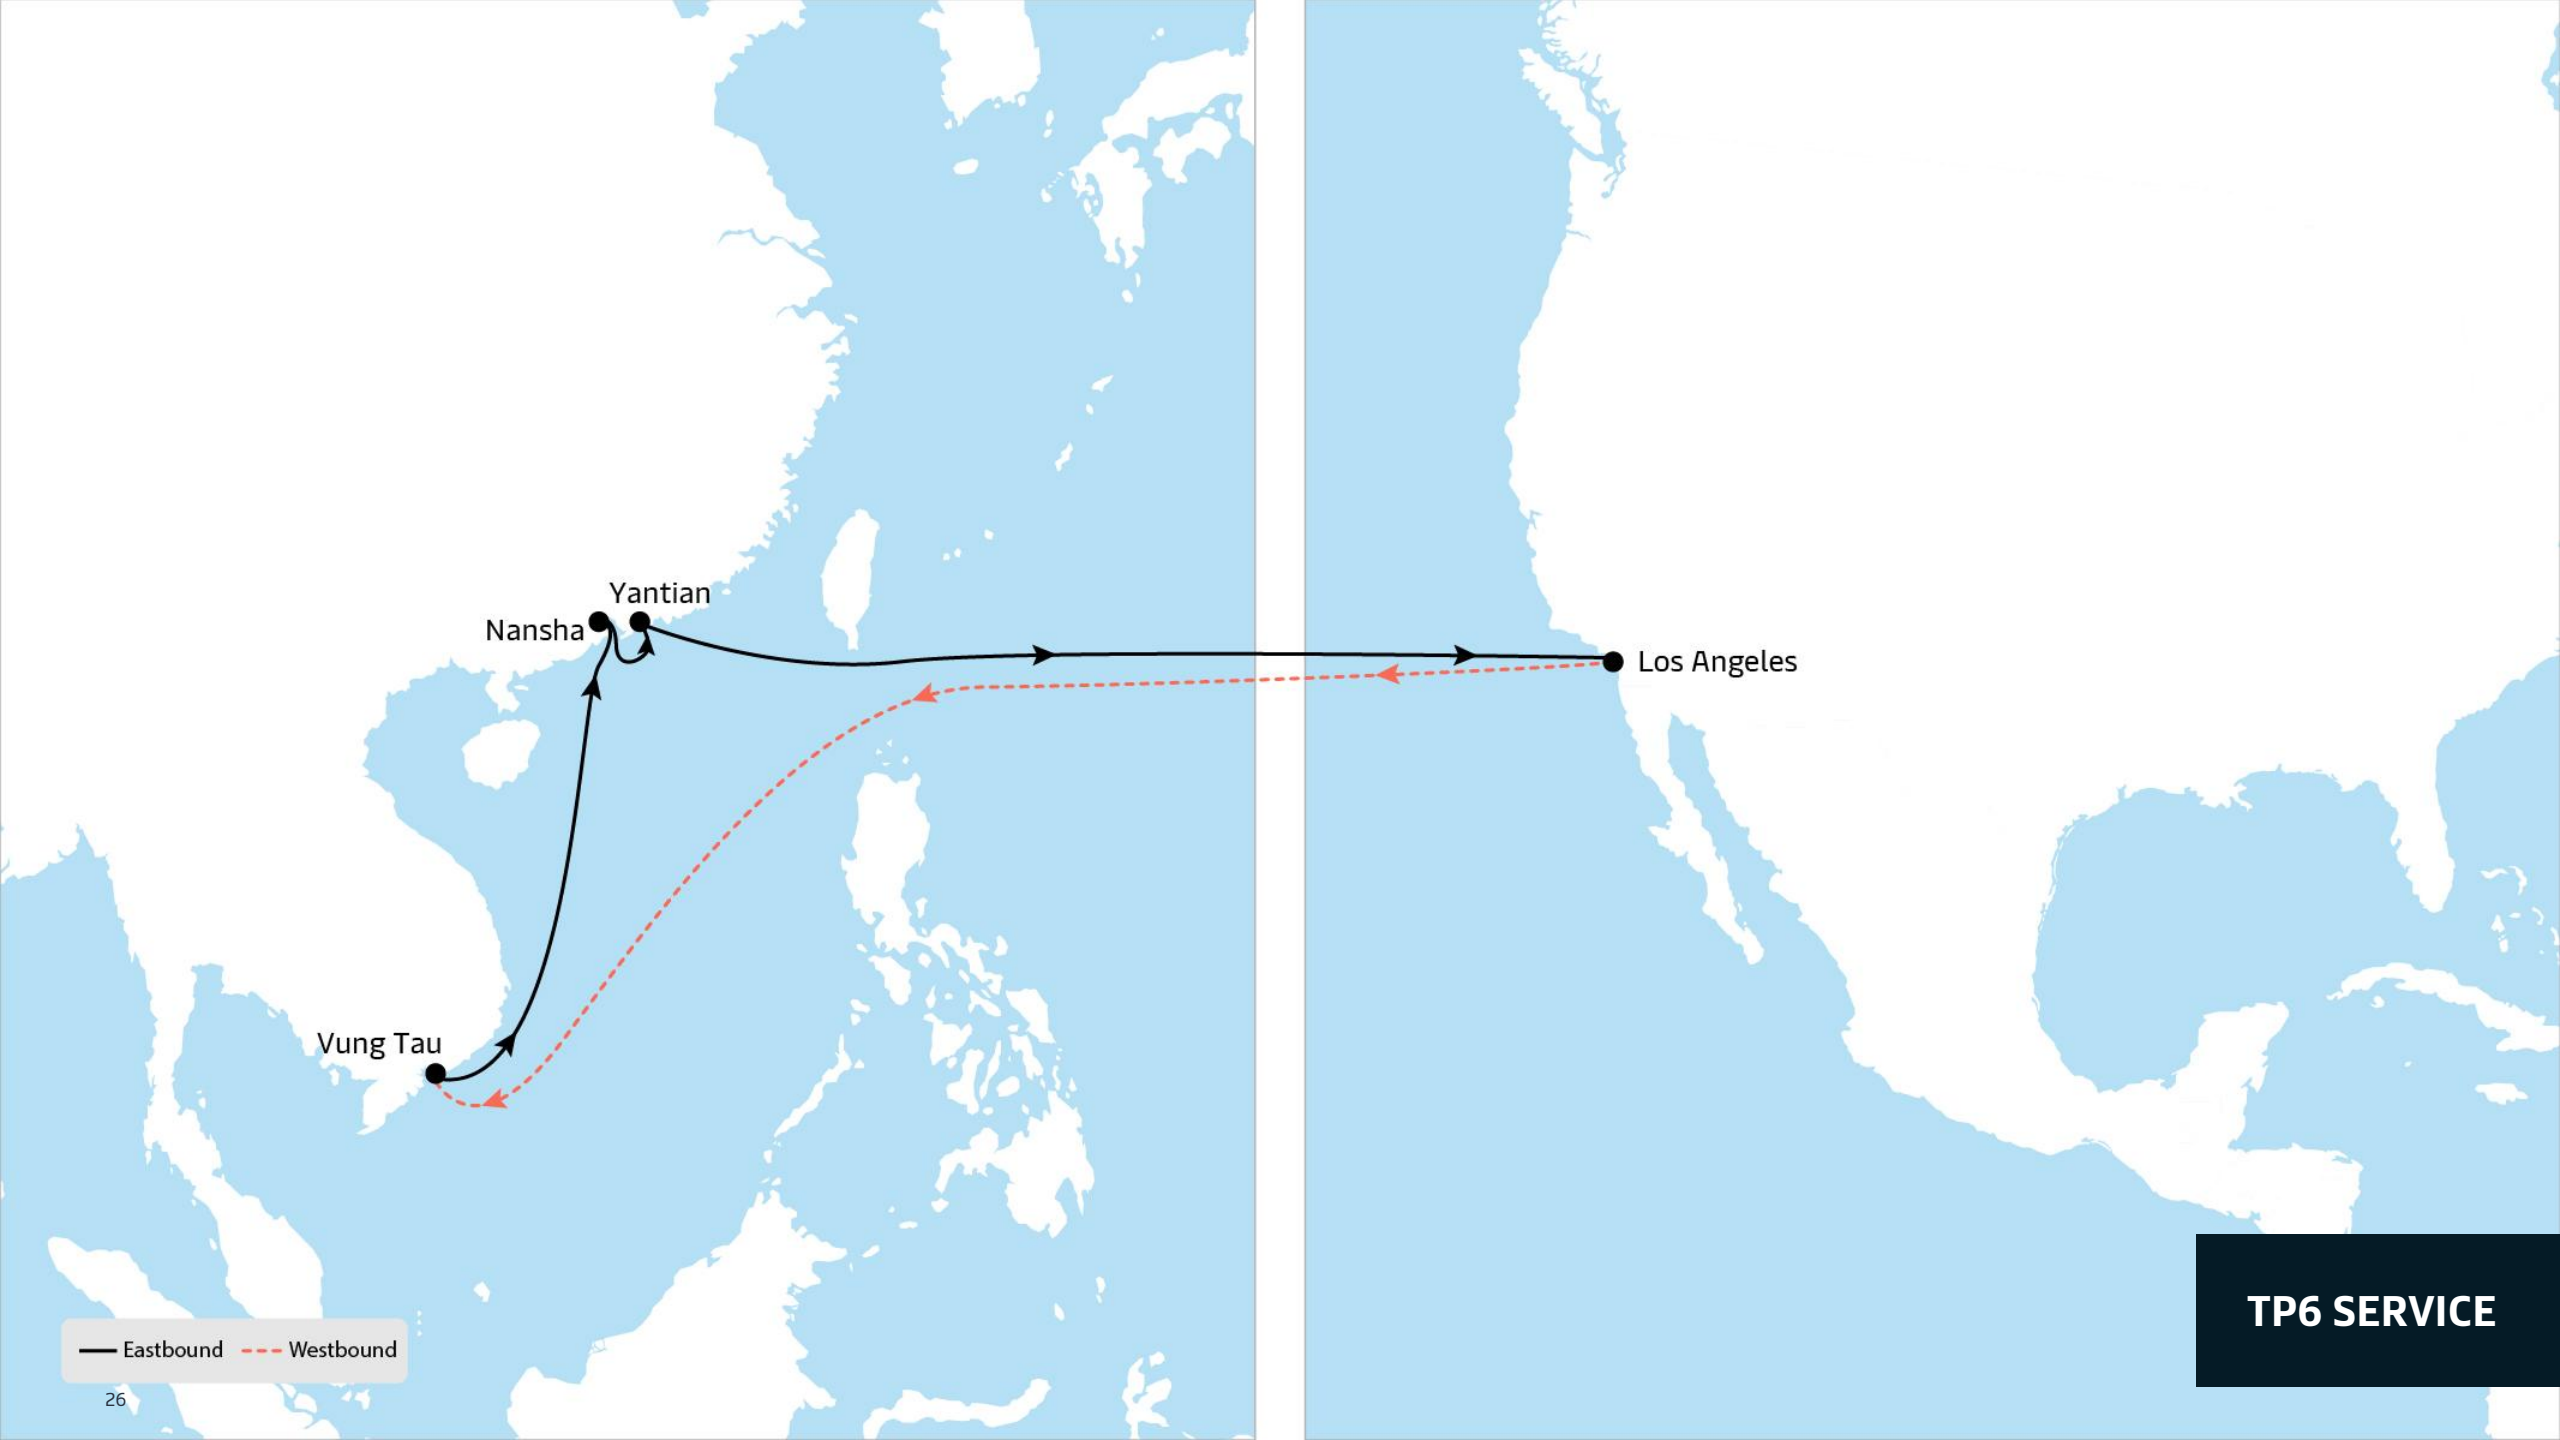 Yantian
Nansha
Los Angeles
Vung Tau
TP6 SERVICE
Eastbound Westbound
26